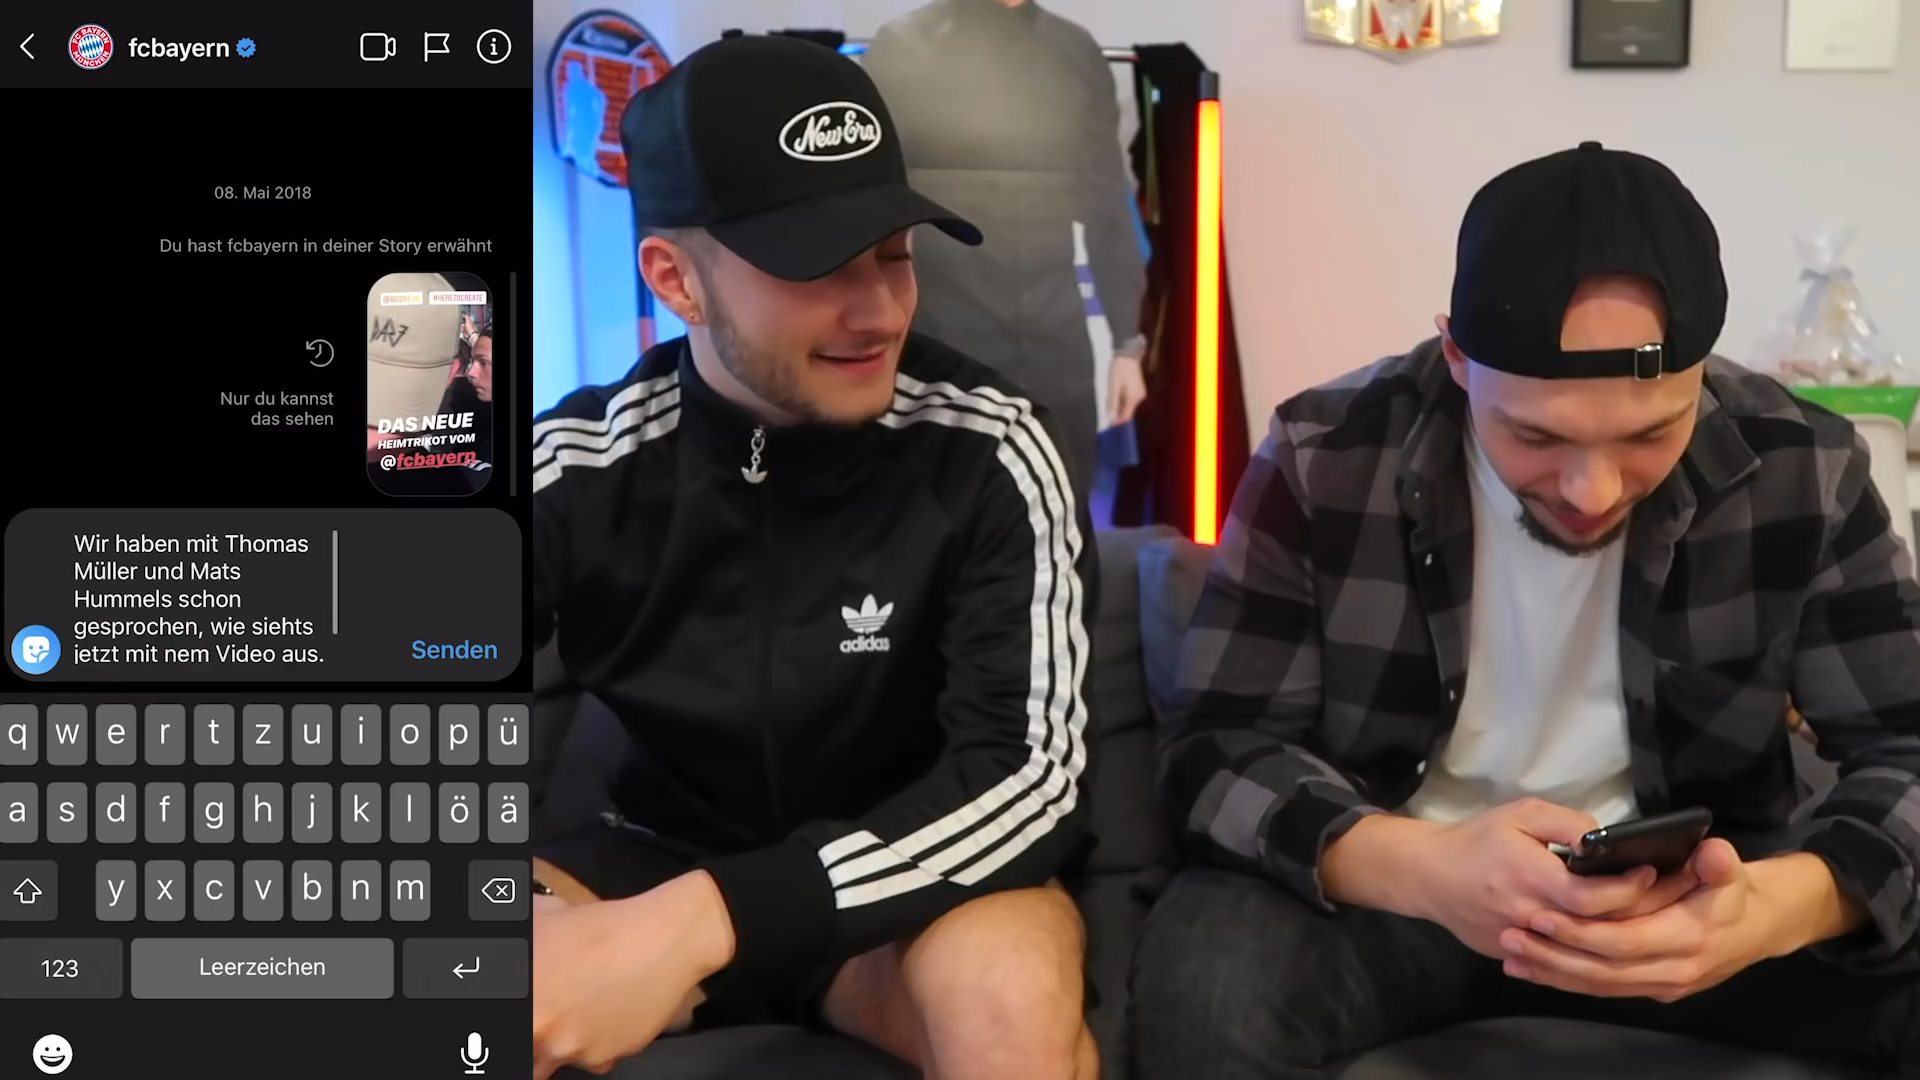 fcbayern
08. Mai 2018
Du hast fcbayern in deiner Story erwähnt
#HERETOCREATE
Nur du kannst
das sehen
DAS NEUE
HEIMTRIKOT VOM
@fcbayern
Wir haben mit Thomas
Müller und Mats
Hummels schon
gesprochen, wie siehts
jetzt mit nem Video aus.
Senden
q w e r t z u i o p ü
a s d f g h j k l ö ä
y x c v b n m
123 Leerzeichen
New Era
adidas